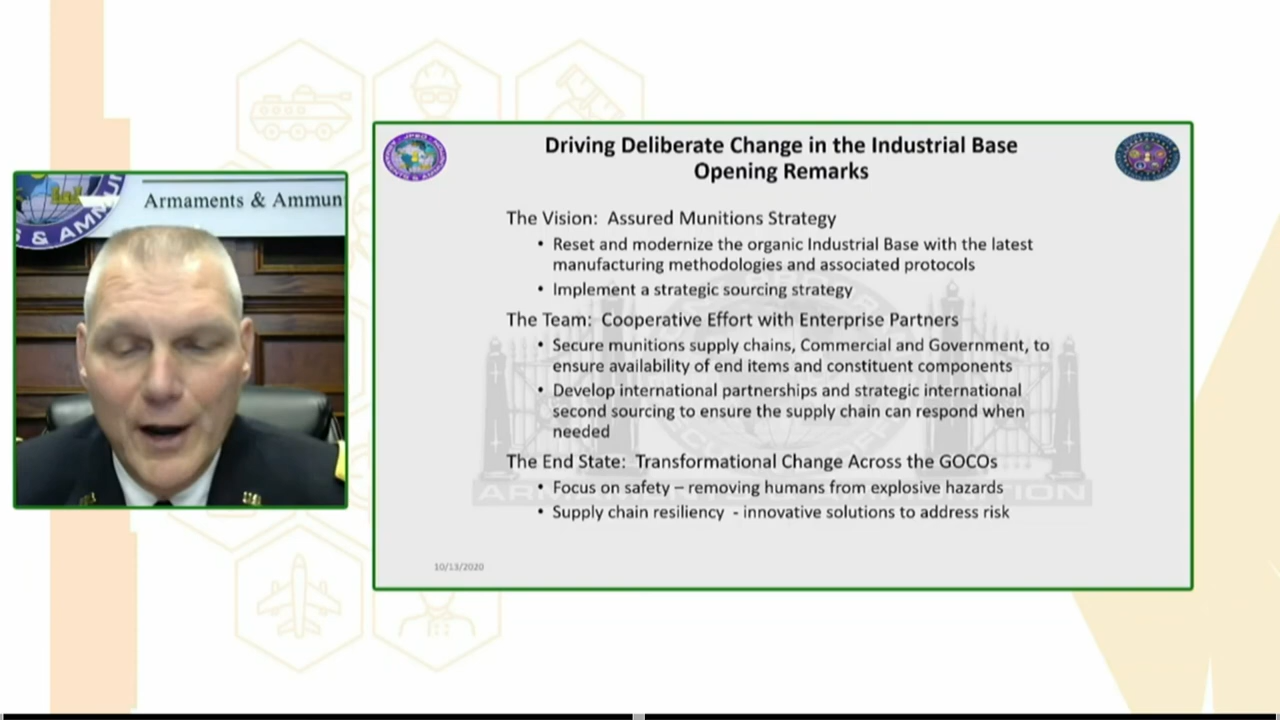 Armaments & Ammun
& AMMU
Driving Deliberate Change in the Industrial Base
Opening Remarks
The Vision: Assured Munitions Strategy
• Reset and modernize the organic Industrial Base with the latest
manufacturing methodologies and associated protocols
• Implement a strategic sourcing strategy
The Team: Cooperative Effort with Enterprise Partners
• Secure munitions supply chains, Commercial and Government, to
ensure availability of end items and constituent components
• Develop international partnerships and strategic international
second sourcing to ensure the supply chain can respond when
needed
The End State: Transformational Change Across the GOCOs
• Focus on safety – removing humans from explosive hazards
• Supply chain resiliency - innovative solutions to address risk
10/13/2020